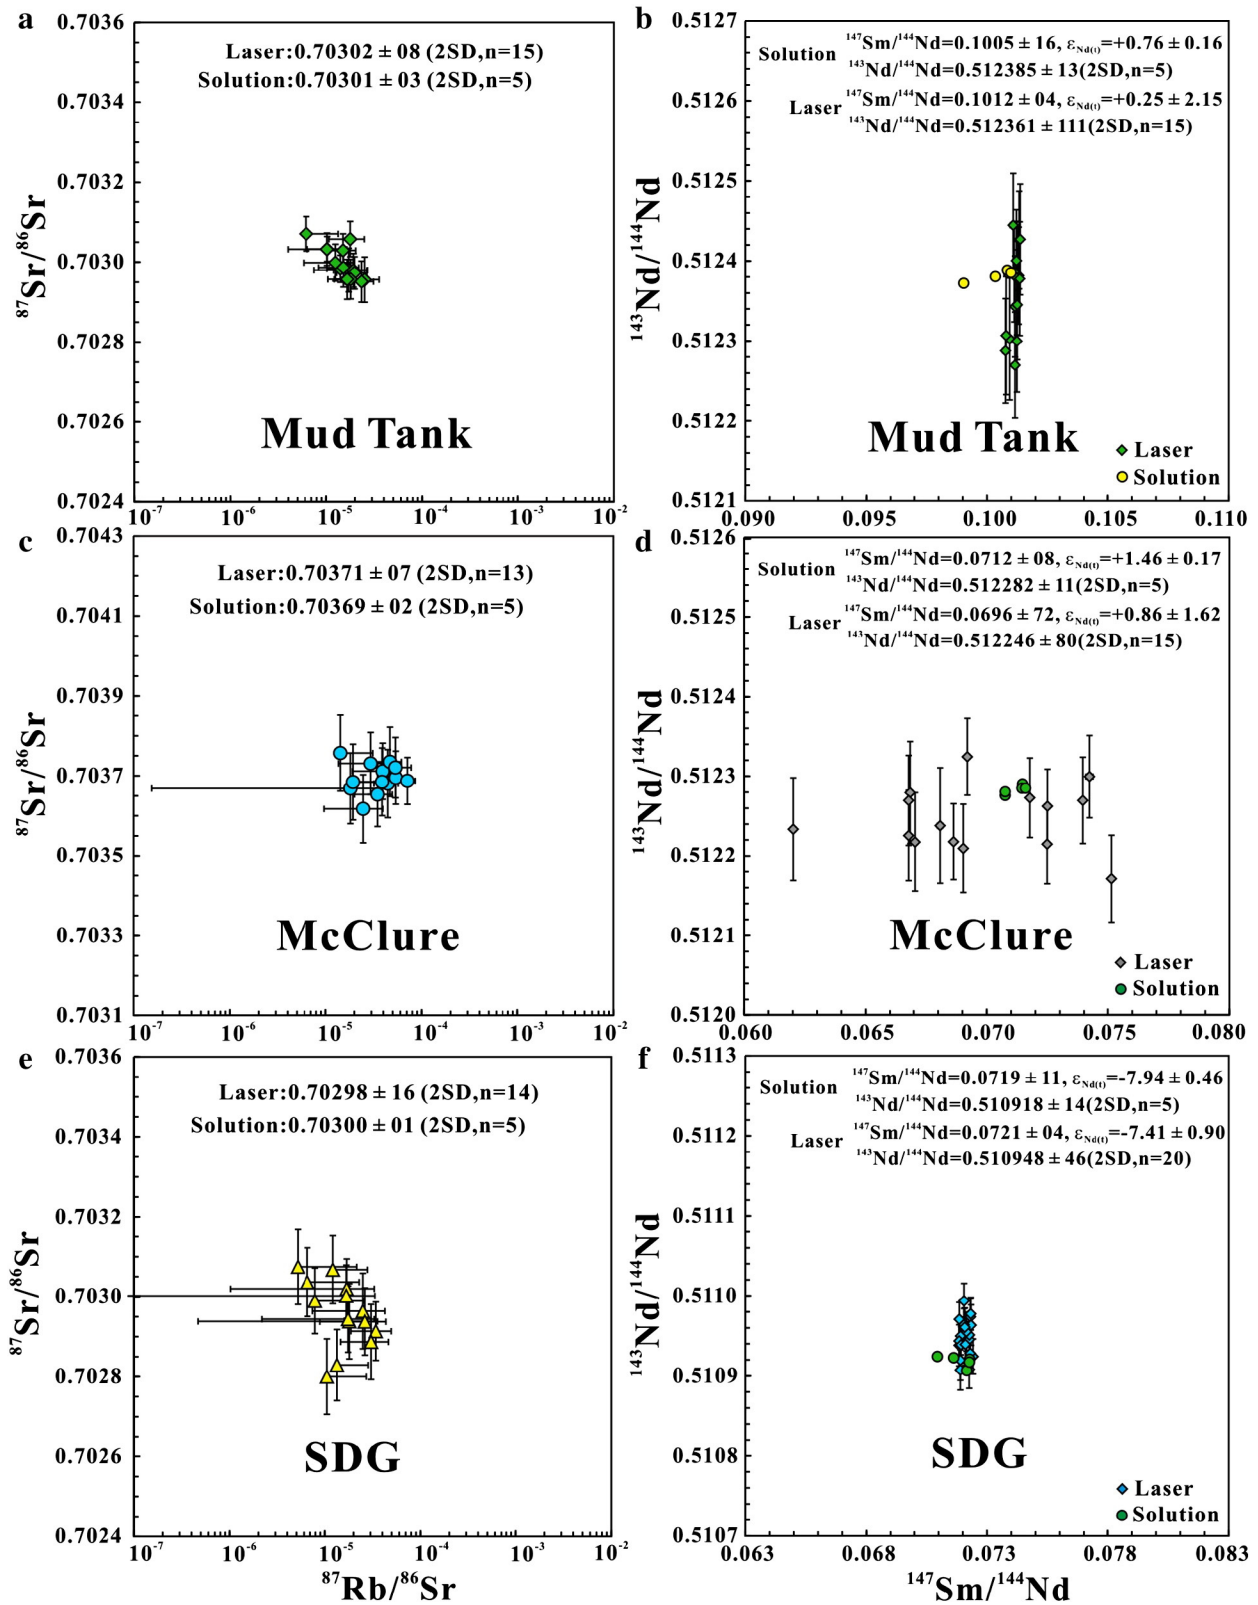 a
0.7036
0.7034
0.7032
0.7030
0.7028
0.7026
0.7024
⁸⁷Sr/⁸⁶Sr
Laser:0.70302 ± 08 (2SD,n=15)
Solution:0.70301 ± 03 (2SD,n=5)
Mud Tank
10⁻⁷ 10⁻⁶ 10⁻⁵ 10⁻⁴ 10⁻³ 10⁻²
b
0.5127
0.5126
0.5125
0.5124
0.5123
0.5122
0.5121
¹⁴³Nd/¹⁴⁴Nd
Solution ¹⁴⁷Sm/¹⁴⁴Nd=0.1005 ± 16, εNd(t)=+0.76 ± 0.16
¹⁴³Nd/¹⁴⁴Nd=0.512385 ± 13(2SD,n=5)
Laser ¹⁴⁷Sm/¹⁴⁴Nd=0.1012 ± 04, εNd(t)=+0.25 ± 2.15
¹⁴³Nd/¹⁴⁴Nd=0.512361 ± 111(2SD,n=15)
Mud Tank
Laser
Solution
0.090 0.095 0.100 0.105 0.110
c
0.7043
0.7041
0.7039
0.7037
0.7035
0.7033
0.7031
⁸⁷Sr/⁸⁶Sr
Laser:0.70371 ± 07 (2SD,n=13)
Solution:0.70369 ± 02 (2SD,n=5)
McClure
10⁻⁷ 10⁻⁶ 10⁻⁵ 10⁻⁴ 10⁻³ 10⁻²
d
0.5126
0.5125
0.5124
0.5123
0.5122
0.5121
0.5120
¹⁴³Nd/¹⁴⁴Nd
Solution ¹⁴⁷Sm/¹⁴⁴Nd=0.0712 ± 08, εNd(t)=+1.46 ± 0.17
¹⁴³Nd/¹⁴⁴Nd=0.512282 ± 11(2SD,n=5)
Laser ¹⁴⁷Sm/¹⁴⁴Nd=0.0696 ± 72, εNd(t)=+0.86 ± 1.62
¹⁴³Nd/¹⁴⁴Nd=0.512246 ± 80(2SD,n=15)
McClure
Laser
Solution
0.060 0.065 0.070 0.075 0.080
e
0.7036
0.7034
0.7032
0.7030
0.7028
0.7026
0.7024
⁸⁷Sr/⁸⁶Sr
Laser:0.70298 ± 16 (2SD,n=14)
Solution:0.70300 ± 01 (2SD,n=5)
SDG
10⁻⁷ 10⁻⁶ 10⁻⁵ 10⁻⁴ 10⁻³ 10⁻²
⁸⁷Rb/⁸⁶Sr
f
0.5113
0.5112
0.5111
0.5110
0.5109
0.5108
0.5107
¹⁴³Nd/¹⁴⁴Nd
Solution ¹⁴⁷Sm/¹⁴⁴Nd=0.0719 ± 11, εNd(t)=-7.94 ± 0.46
¹⁴³Nd/¹⁴⁴Nd=0.510918 ± 14(2SD,n=5)
Laser ¹⁴⁷Sm/¹⁴⁴Nd=0.0721 ± 04, εNd(t)=-7.41 ± 0.90
¹⁴³Nd/¹⁴⁴Nd=0.510948 ± 46(2SD,n=20)
SDG
Laser
Solution
0.063 0.068 0.073 0.078 0.083
¹⁴⁷Sm/¹⁴⁴Nd